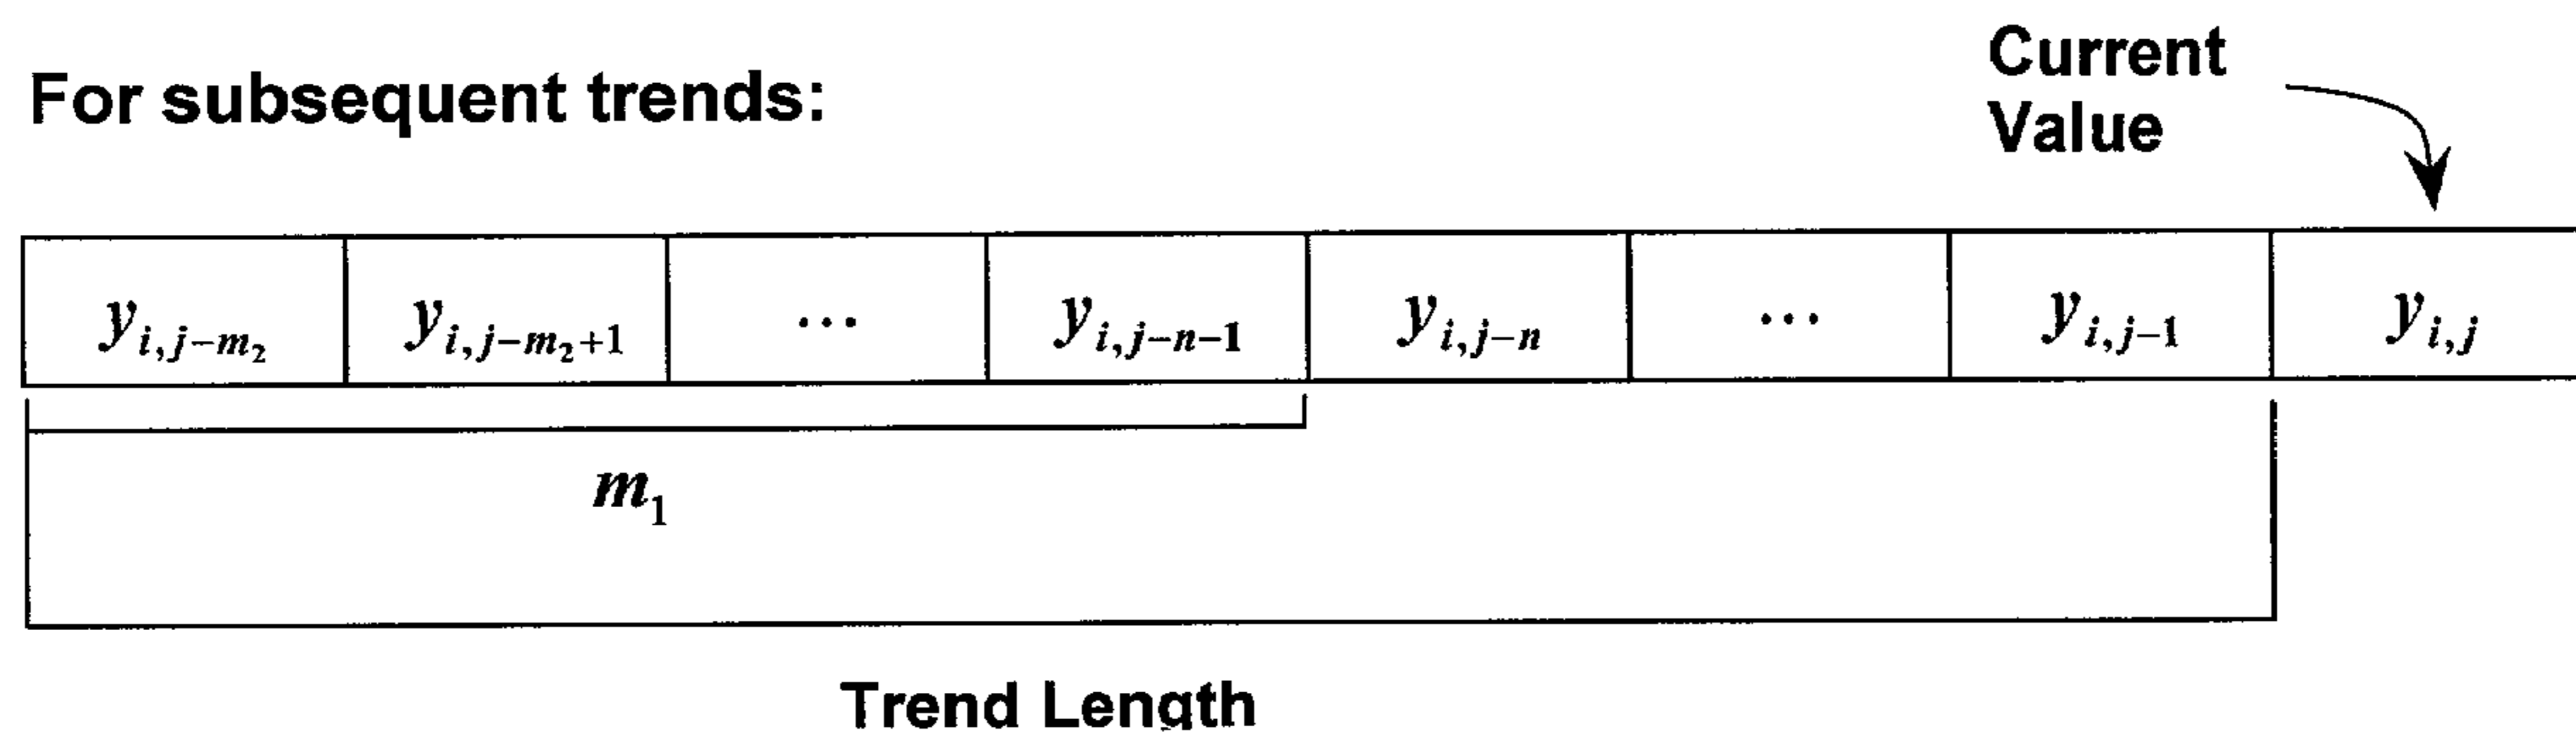 For subsequent trends:
Current
Value
y_{i,j-m_2} y_{i,j-m_2+1} ... y_{i,j-n-1} y_{i,j-n} ... y_{i,j-1} y_{i,j}
m_1
Trend Length